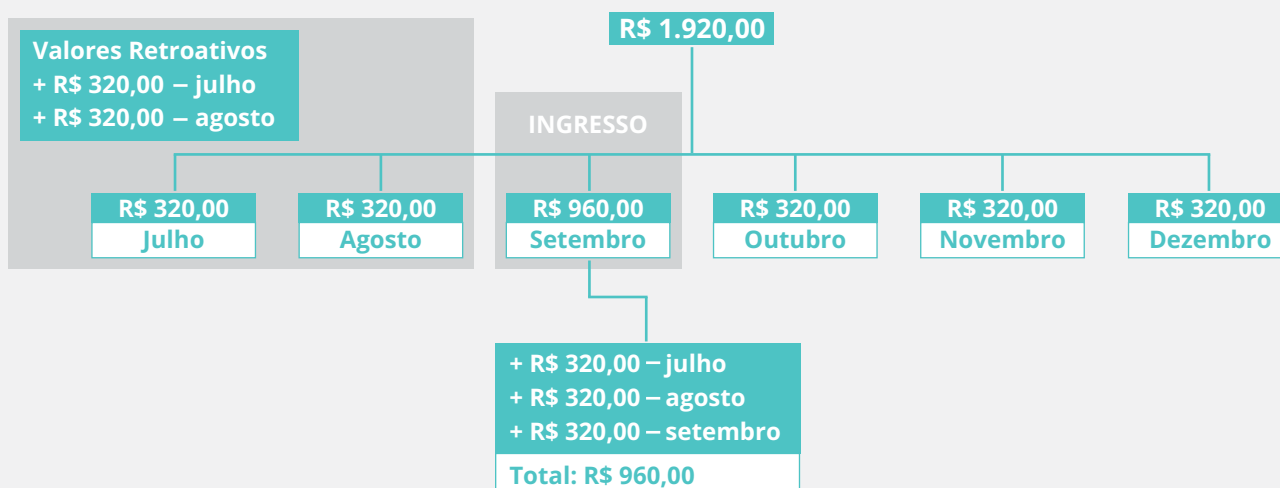 R$ 1.920,00
Valores Retroativos
+ R$ 320,00 – julho
+ R$ 320,00 – agosto
INGRESSO
R$ 320,00
Julho
R$ 320,00
Agosto
R$ 960,00
Setembro
R$ 320,00
Outubro
R$ 320,00
Novembro
R$ 320,00
Dezembro
+ R$ 320,00 – julho
+ R$ 320,00 – agosto
+ R$ 320,00 – setembro
Total: R$ 960,00